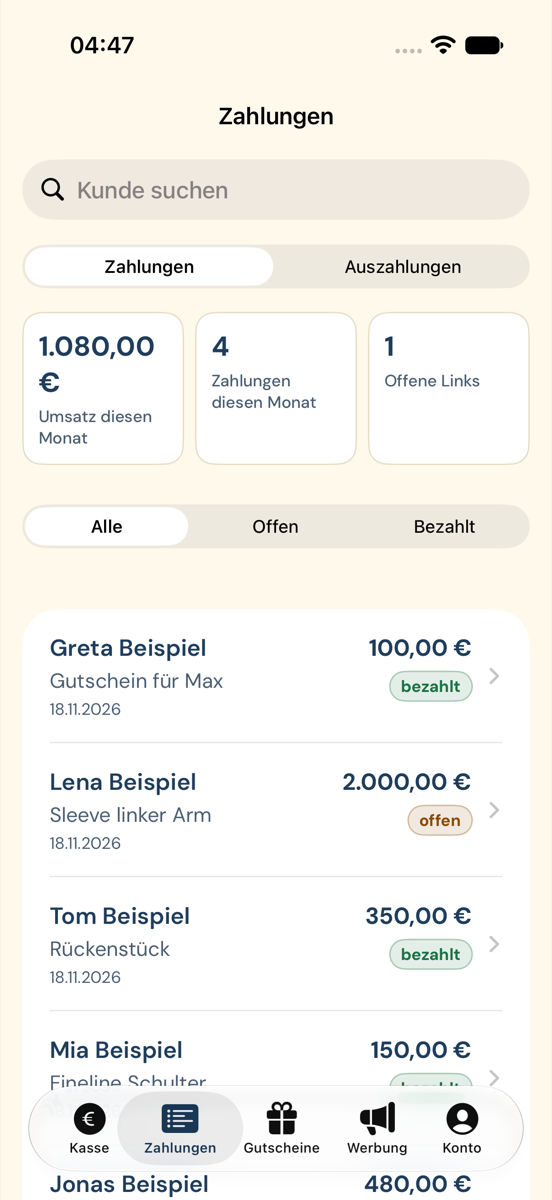 04:47
Zahlungen
Kunde suchen
Zahlungen
Auszahlungen
1.080,00
€
Umsatz diesen
Monat
4
Zahlungen
diesen Monat
1
Offene Links
Alle
Offen
Bezahlt
Greta Beispiel
100,00 €
Gutschein für Max
bezahlt
18.11.2026
Lena Beispiel
2.000,00 €
Sleeve linker Arm
offen
18.11.2026
Tom Beispiel
350,00 €
Rückenstück
bezahlt
18.11.2026
Mia Beispiel
150,00 €
Fineline Schulter
bezahlt
€
Kasse
Zahlungen
Gutscheine
Werbung
Konto
Jonas Beispiel
480,00 €